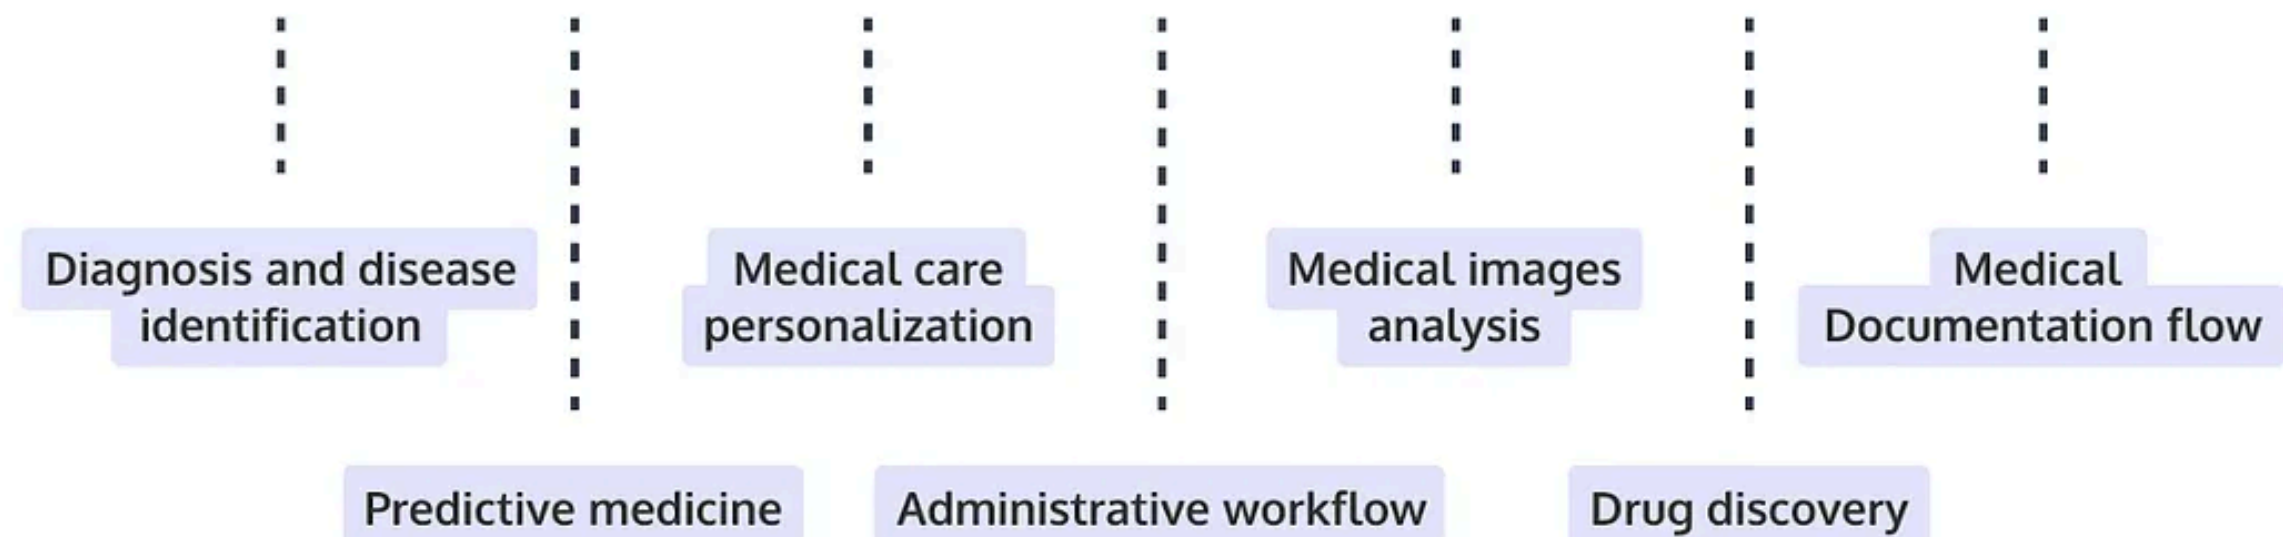 Diagnosis and disease
identification
Medical care
personalization
Medical images
analysis
Medical
Documentation flow
Predictive medicine
Administrative workflow
Drug discovery